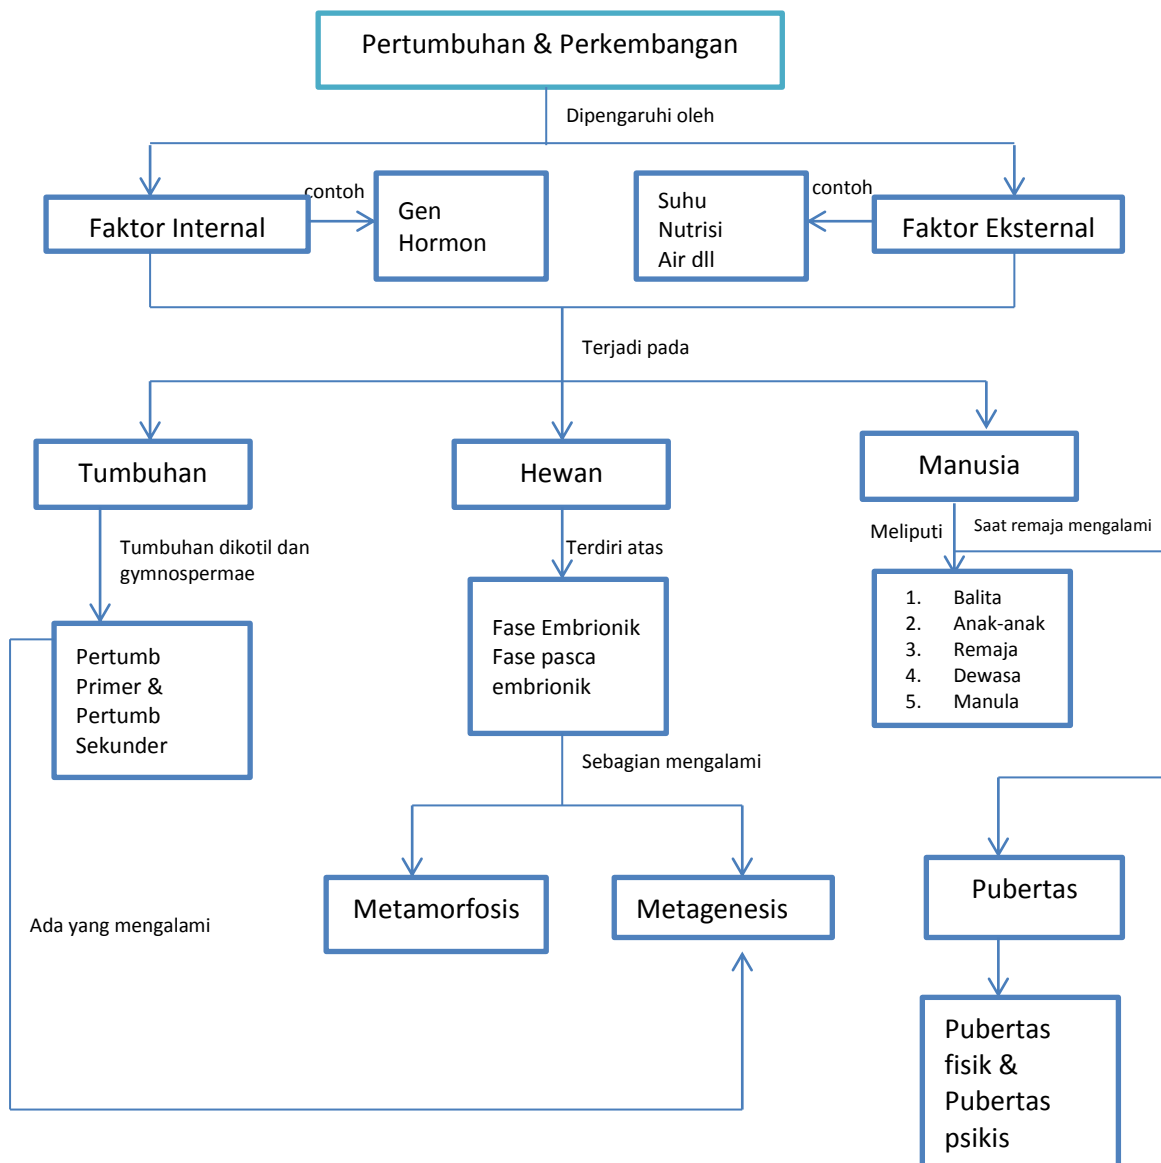 Pertumbuhan & Perkembangan
Dipengaruhi oleh
Faktor Internal
contoh
Gen
Hormon
Suhu
Nutrisi
Air dll
contoh
Faktor Eksternal
Terjadi pada
Tumbuhan
Hewan
Manusia
Tumbuhan dikotil dan
gymnospermae
Terdiri atas
Meliputi
Saat remaja mengalami
Pertumb
Primer &
Pertumb
Sekunder
Fase Embrionik
Fase pasca
embrionik
1. Balita
2. Anak-anak
3. Remaja
4. Dewasa
5. Manula
Sebagian mengalami
Ada yang mengalami
Metamorfosis
Metagenesis
Pubertas
Pubertas
fisik &
Pubertas
psikis